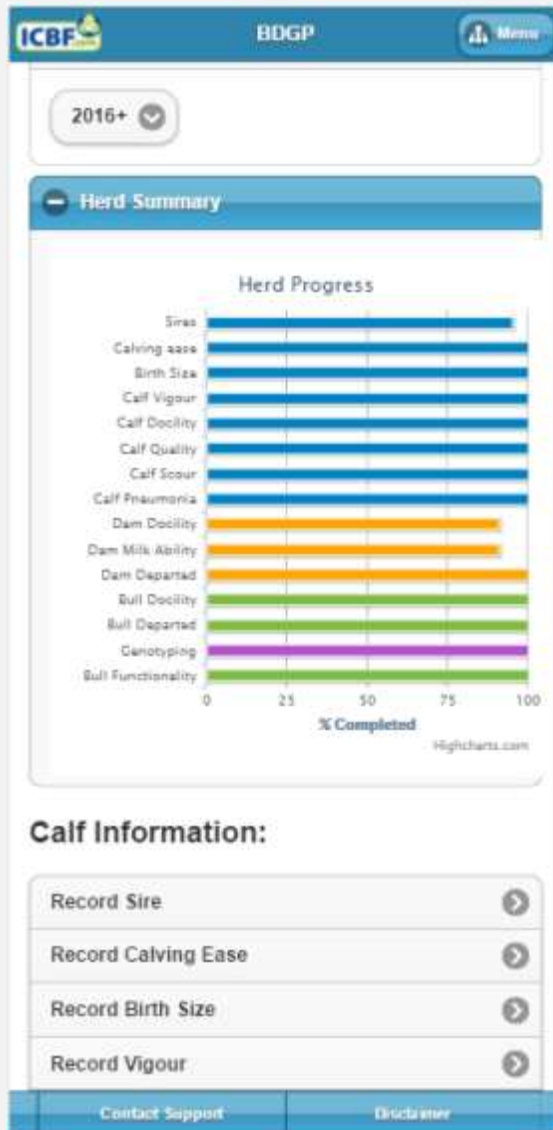 ICBF.com
BDGP
Menu
2016+
Herd Summary
Herd Progress
Sires
Calving ease
Birth Size
Calf Vigour
Calf Docility
Calf Quality
Calf Scour
Calf Pneumonia
Dam Docility
Dam Milk Ability
Dam Departed
Bull Docility
Bull Departed
Genotyping
Bull Functionality
0 25 50 75 100
% Completed
Highcharts.com
Calf Information:
Record Sire
Record Calving Ease
Record Birth Size
Record Vigour
Contact Support Disclaimer